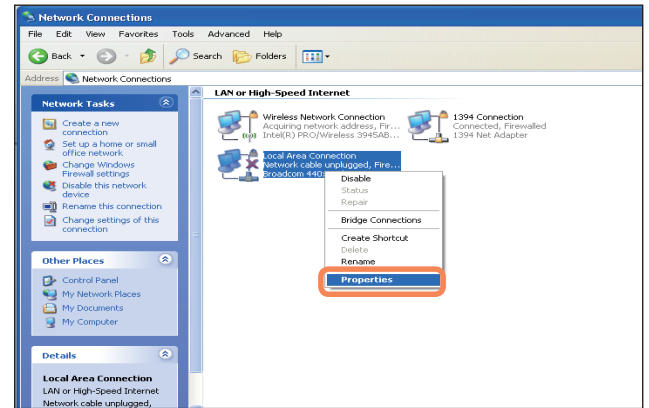 Network Connections
File Edit View Favorites Tools Advanced Help
Back Search Folders
Address Network Connections
Network Tasks
Create a new
connection
Set up a home or small
office network
Change Windows
Firewall settings
Disable this network
device
Rename this connection
Change settings of this
connection
Other Places
Control Panel
My Network Places
My Documents
My Computer
Details
Local Area Connection
LAN or High-Speed Internet
Network cable unplugged,
LAN or High-Speed Internet
Wireless Network Connection
Acquiring network address, Fir...
Intel(R) PRO/Wireless 3945AB...
1394 Connection
Connected, Firewalled
1394 Net Adapter
Local Area Connection
Network cable unplugged, Fire...
Broadcom 440
Disable
Status
Repair
Bridge Connections
Create Shortcut
Delete
Rename
Properties